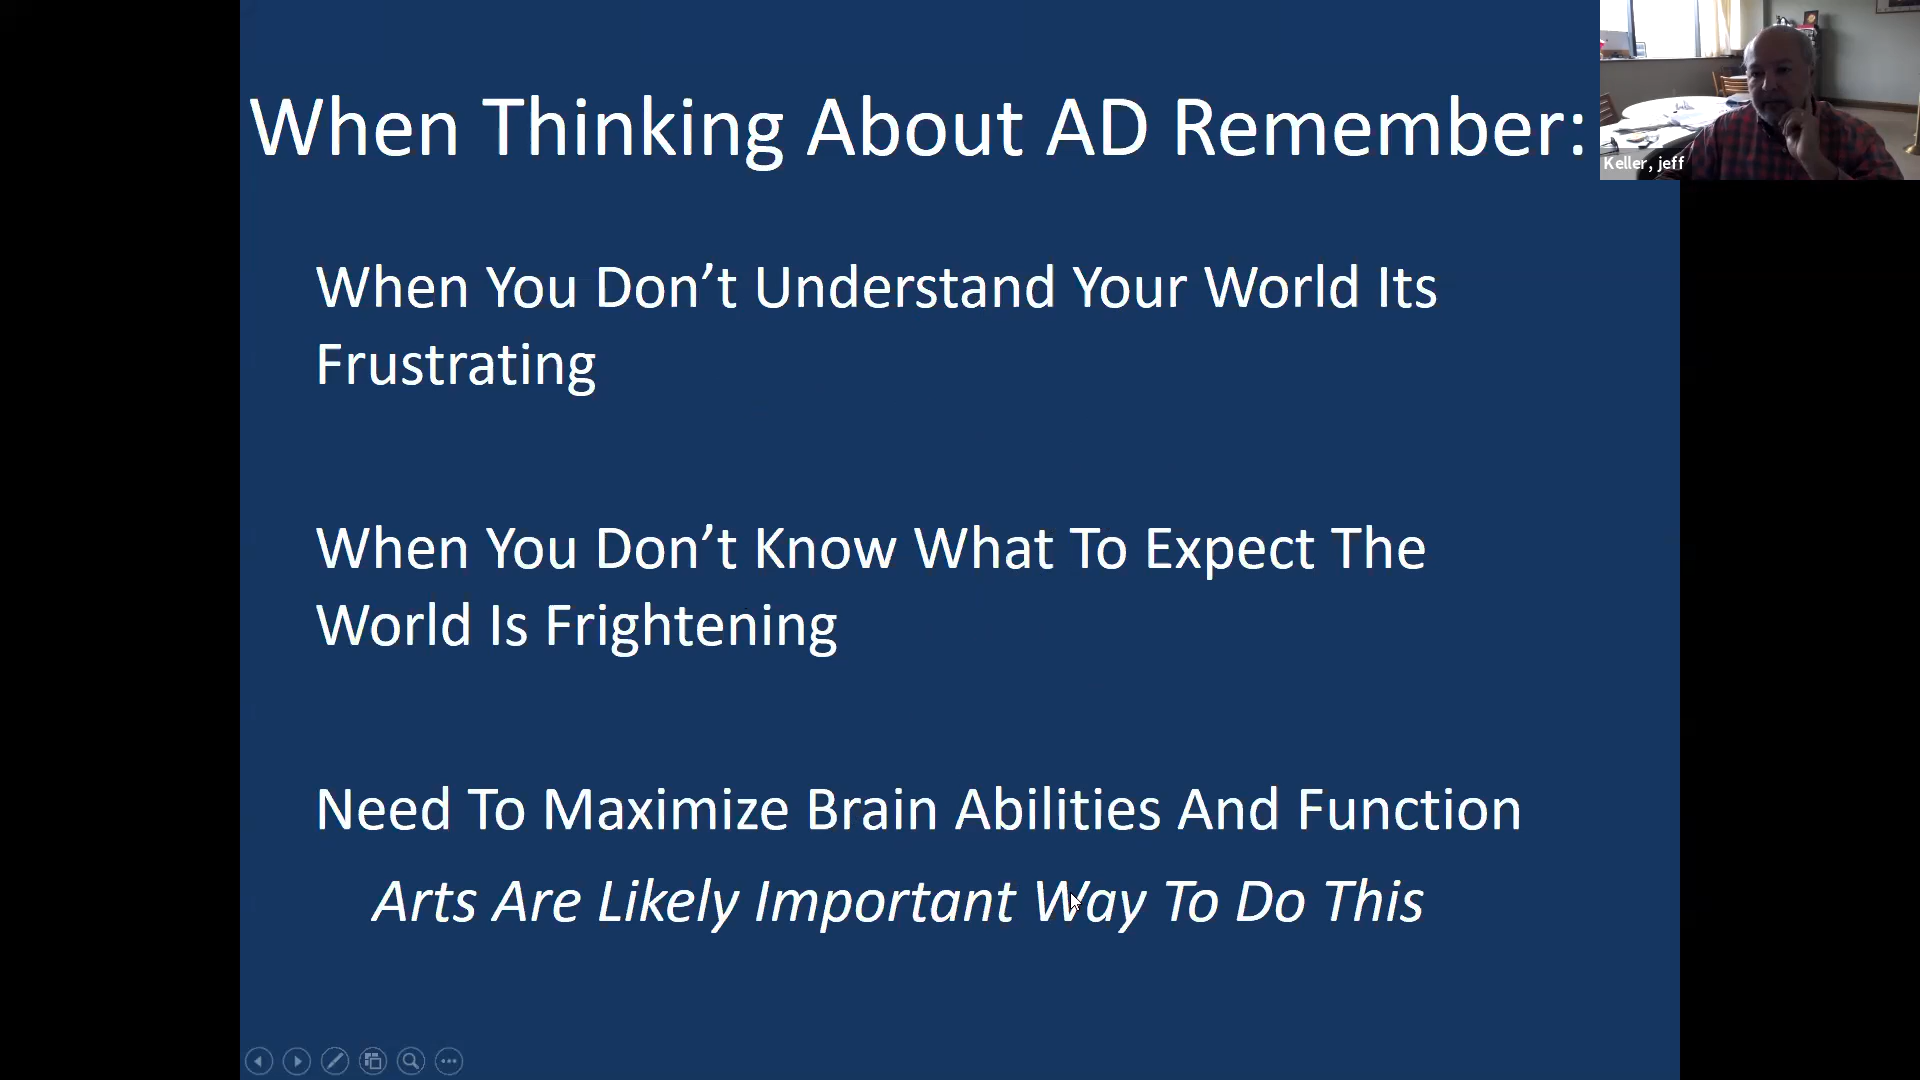 When Thinking About AD Remember:
Keller, jeff
When You Don’t Understand Your World Its
Frustrating
When You Don’t Know What To Expect The
World Is Frightening
Need To Maximize Brain Abilities And Function
Arts Are Likely Important Way To Do This